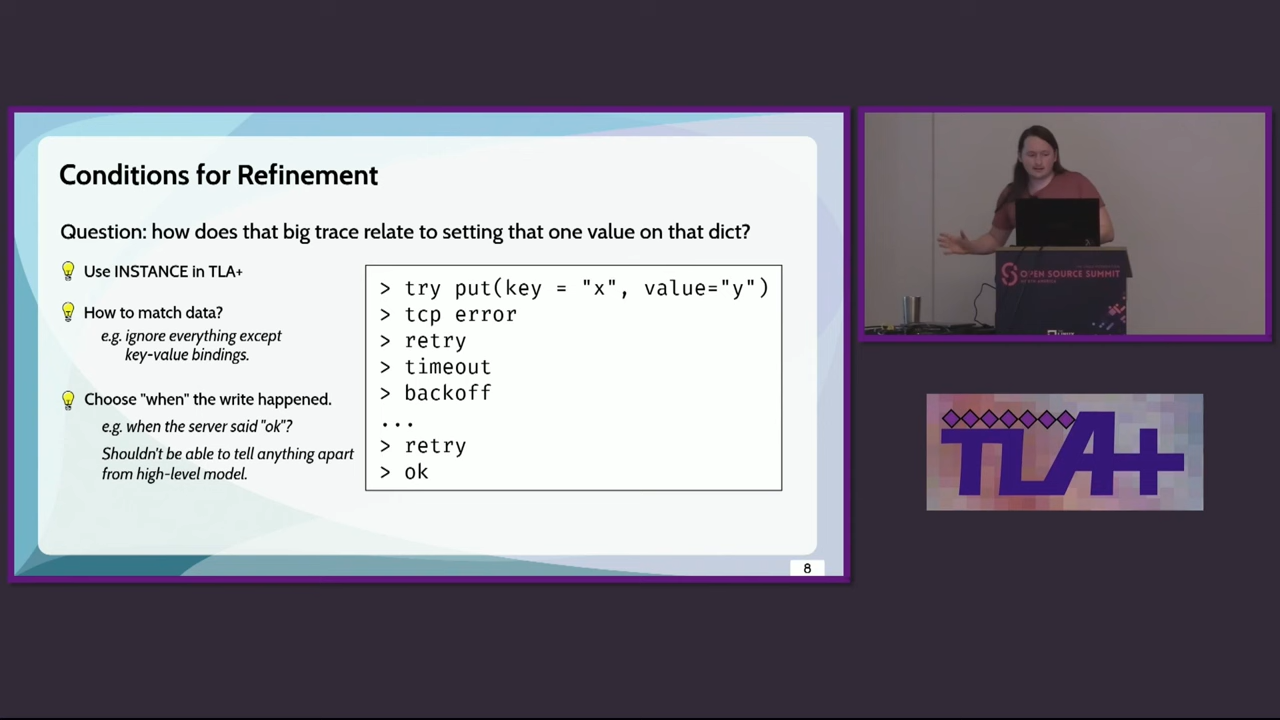 Conditions for Refinement
Question: how does that big trace relate to setting that one value on that dict?
Use INSTANCE in TLA+
How to match data?
e.g. ignore everything except
key-value bindings.
Choose "when" the write happened.
e.g. when the server said "ok"?
Shouldn't be able to tell anything apart
from high-level model.
> try put(key = "x", value="y")
> tcp error
> retry
> timeout
> backoff
...
> retry
> ok
8
OPEN SOURCE SUMMIT
TLA+